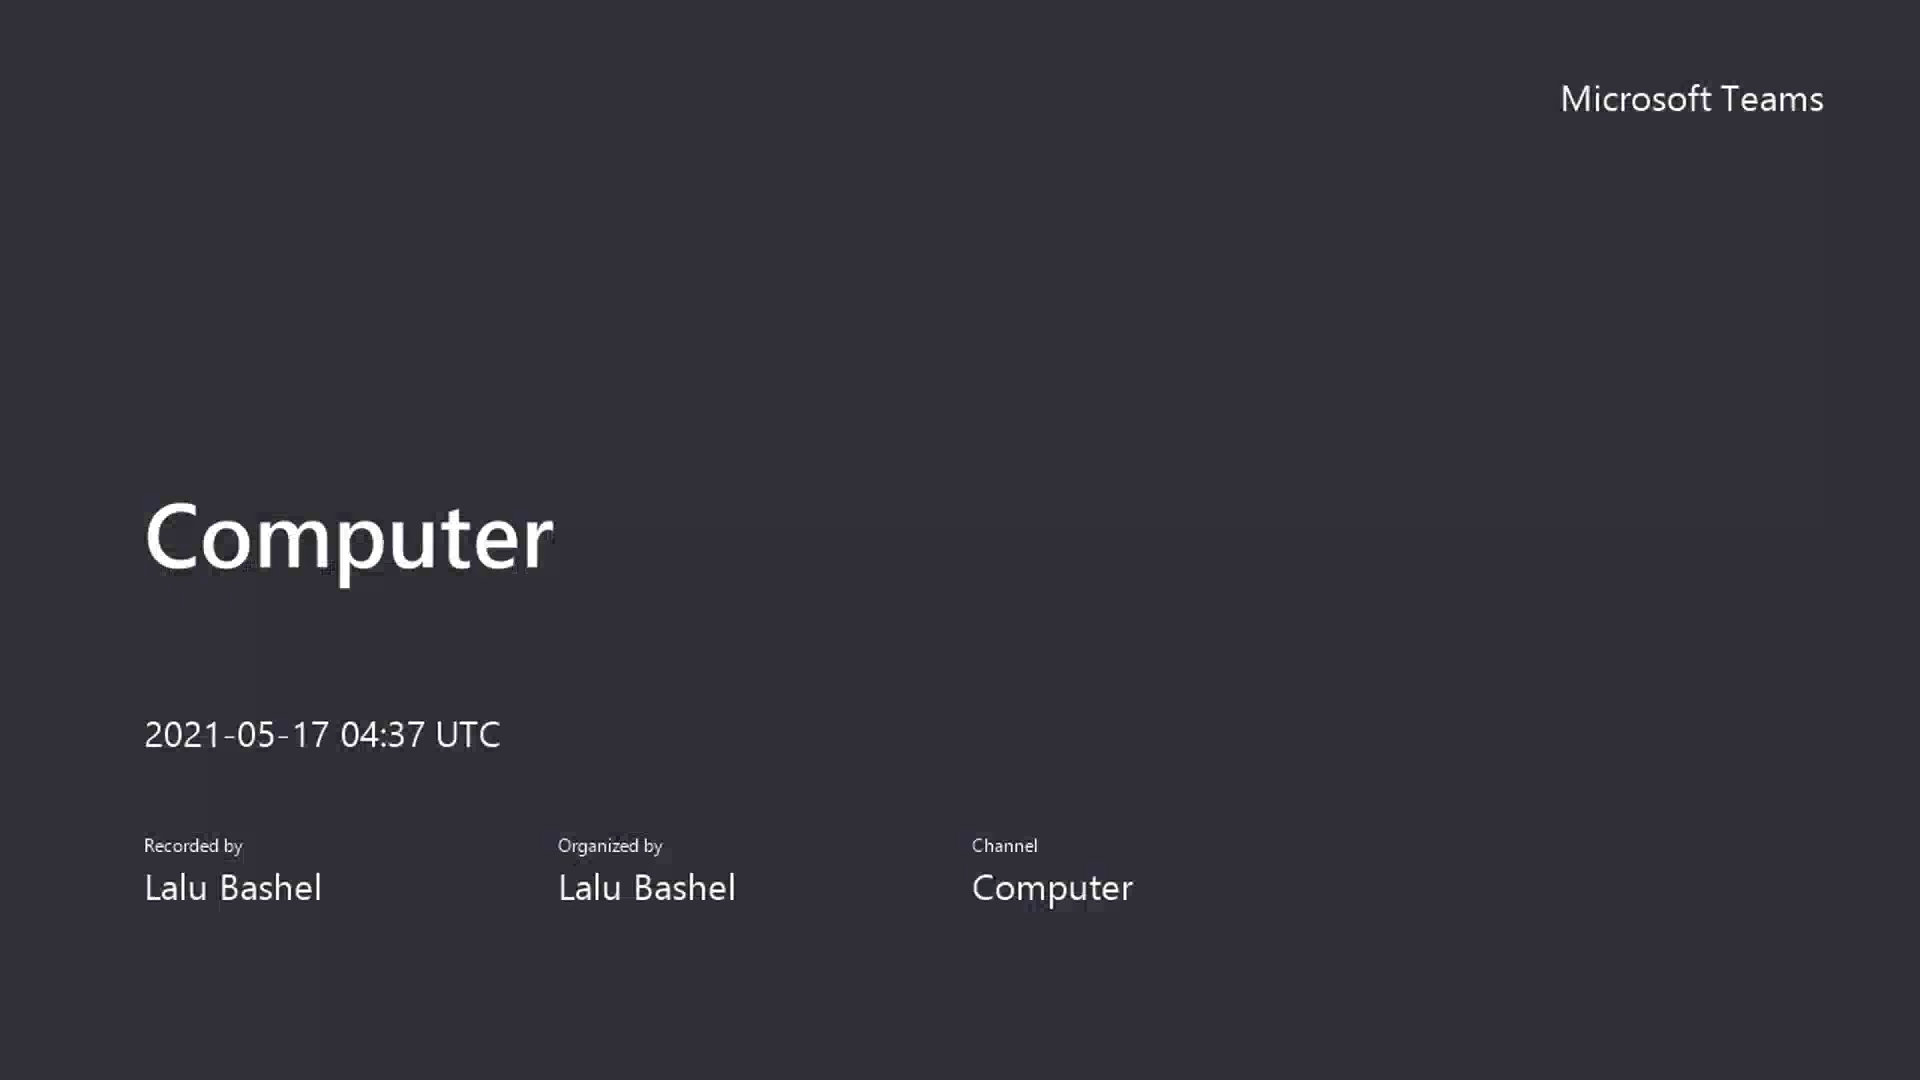 Microsoft Teams
Computer
2021-05-17 04:37 UTC
Recorded by
Lalu Bashel
Organized by
Lalu Bashel
Channel
Computer